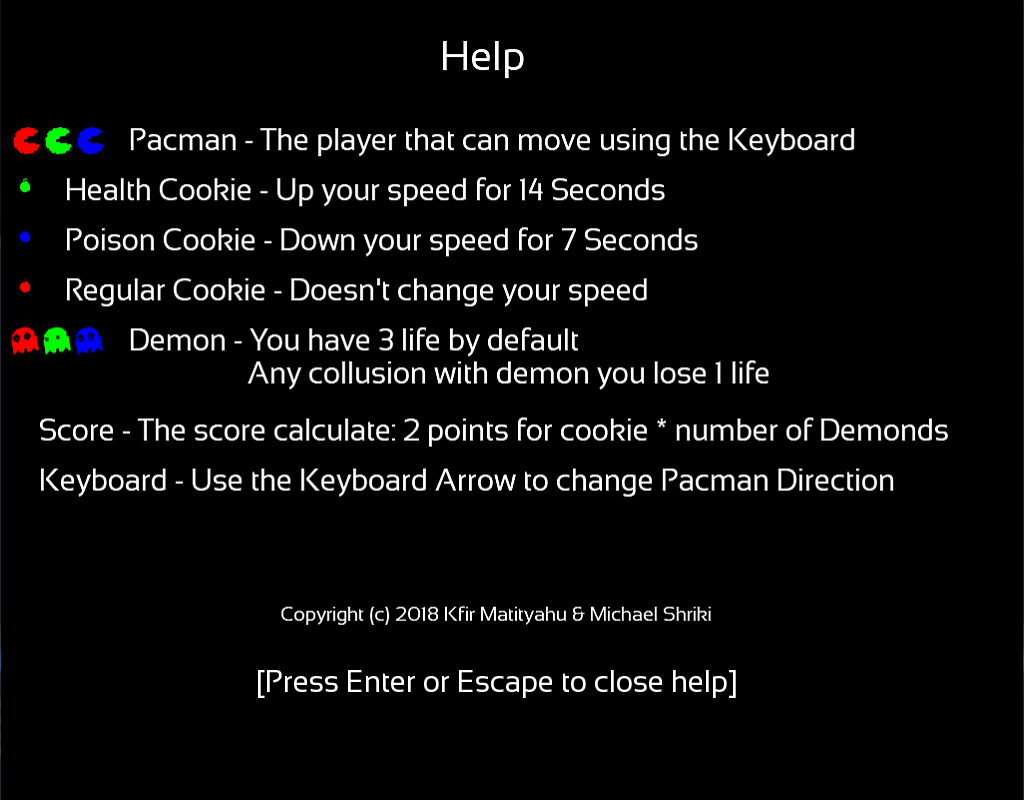 Help
Pacman - The player that can move using the Keyboard
Health Cookie - Up your speed for 14 Seconds
Poison Cookie - Down your speed for 7 Seconds
Regular Cookie - Doesn't change your speed
Demon - You have 3 life by default
Any collusion with demon you lose 1 life
Score - The score calculate: 2 points for cookie * number of Demonds
Keyboard - Use the Keyboard Arrow to change Pacman Direction
Copyright (c) 2018 Kfir Matityahu & Michael Shriki
[Press Enter or Escape to close help]